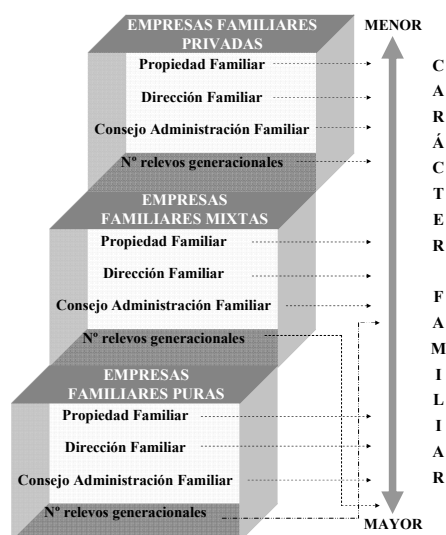 EMPRESAS FAMILIARES
PRIVADAS
Propiedad Familiar
Dirección Familiar
Consejo Administración Familiar
Nº relevos generacionales
EMPRESAS
FAMILIARES MIXTAS
Propiedad Familiar
Dirección Familiar
Consejo Administración Familiar
Nº relevos generacionales
EMPRESAS
FAMILIARES PURAS
Propiedad Familiar
Dirección Familiar
Consejo Administración Familiar
Nº relevos generacionales
MENOR
CARÁCTER FAMILIAR
MAYOR